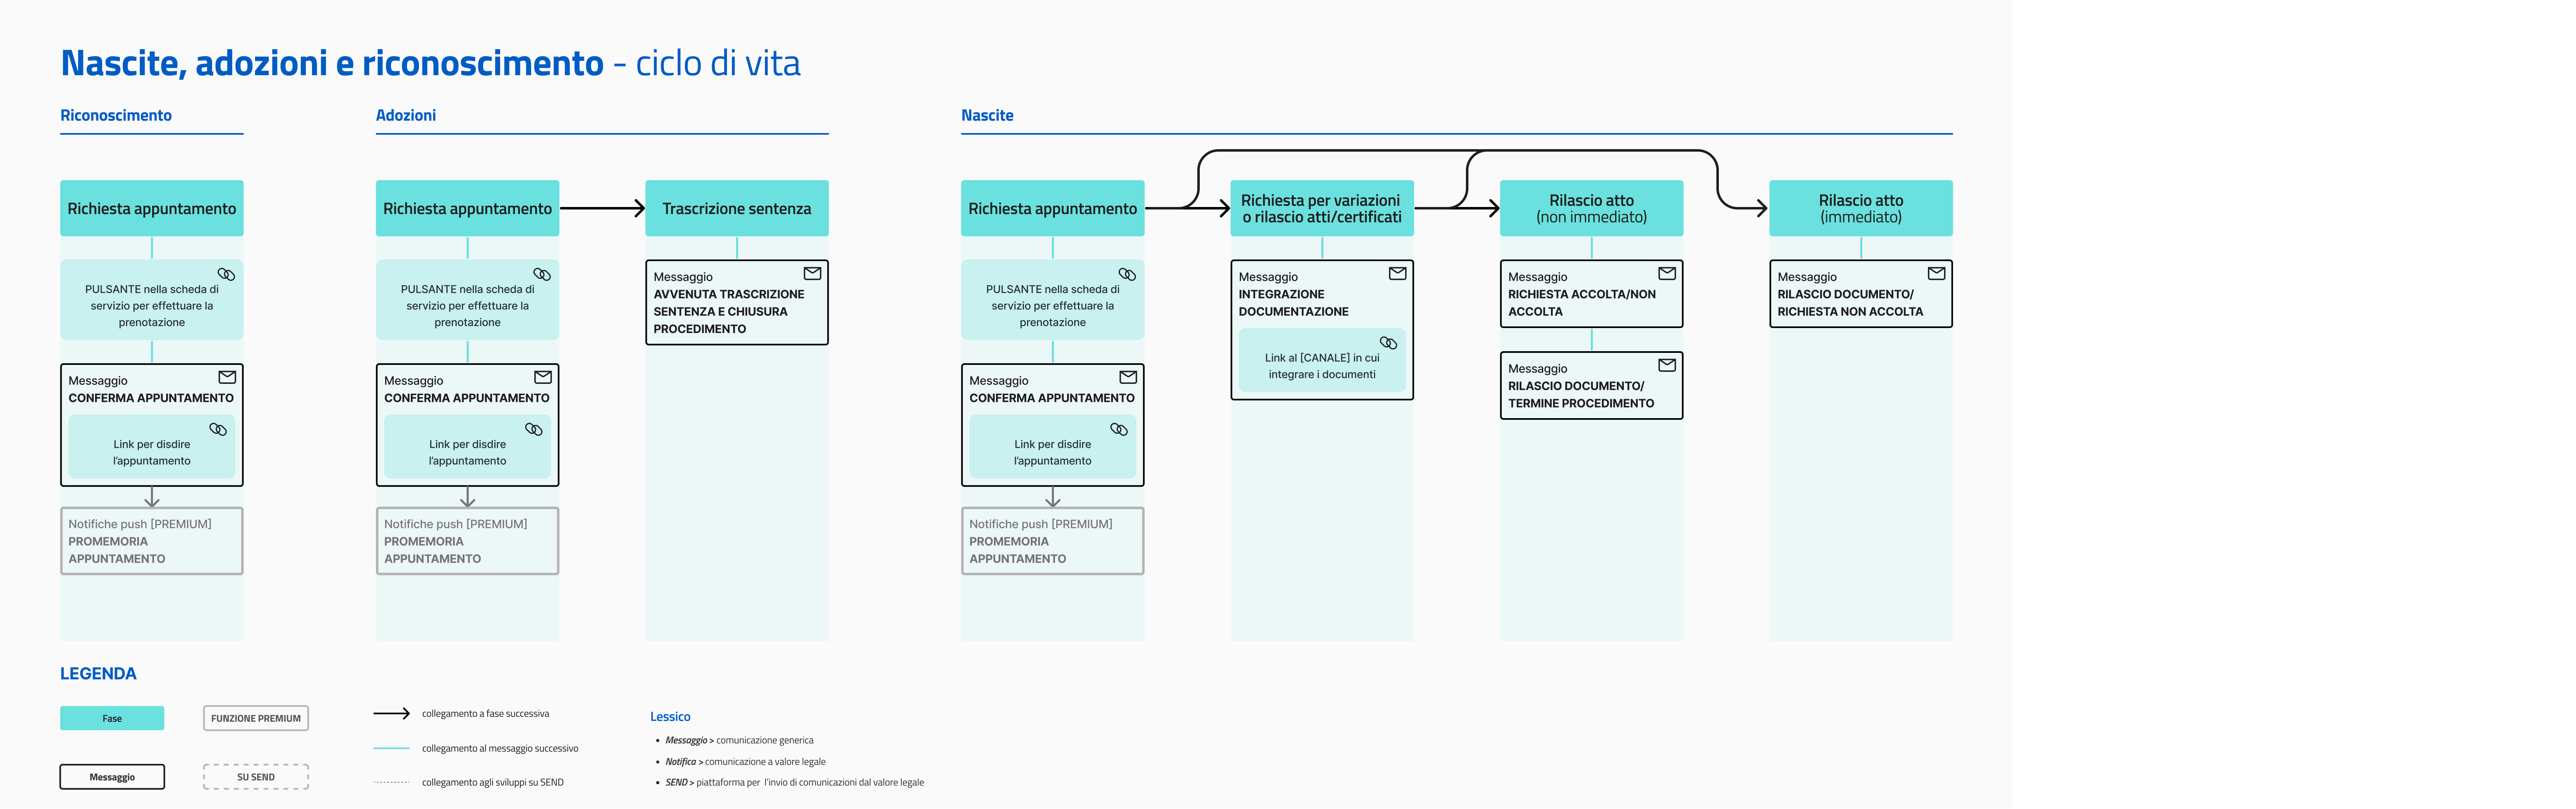 Nascite, adozioni e riconoscimento - ciclo di vita
Riconoscimento
Richiesta appuntamento
PULSANTE nella scheda di
servizio per effettuare la
prenotazione
Messaggio
CONFERMA APPUNTAMENTO
Link per disdire
l'appuntamento
Notifiche push [PREMIUM]
PROMEMORIA
APPUNTAMENTO
Adozioni
Richiesta appuntamento
PULSANTE nella scheda di
servizio per effettuare la
prenotazione
Messaggio
CONFERMA APPUNTAMENTO
Link per disdire
l'appuntamento
Notifiche push [PREMIUM]
PROMEMORIA
APPUNTAMENTO
Trascrizione sentenza
Messaggio
AVVENUTA TRASCRIZIONE
SENTENZA E CHIUSURA
PROCEDIMENTO
Nascite
Richiesta appuntamento
PULSANTE nella scheda di
servizio per effettuare la
prenotazione
Messaggio
CONFERMA APPUNTAMENTO
Link per disdire
l'appuntamento
Notifiche push [PREMIUM]
PROMEMORIA
APPUNTAMENTO
Richiesta per variazioni
o rilascio atti/certificati
Messaggio
INTEGRAZIONE
DOCUMENTAZIONE
Link al [CANALE] in cui
integrare i documenti
Rilascio atto
(non immediato)
Messaggio
RICHIESTA ACCOLTA/NON
ACCOLTA
Messaggio
RILASCIO DOCUMENTO/
TERMINE PROCEDIMENTO
Rilascio atto
(immediato)
Messaggio
RILASCIO DOCUMENTO/
RICHIESTA NON ACCOLTA
LEGENDA
Fase
FUNZIONE PREMIUM
Messaggio
SU SEND
collegamento a fase successiva
collegamento al messaggio successivo
collegamento agli sviluppi su SEND
Lessico
• Messaggio > comunicazione generica
• Notifica > comunicazione a valore legale
• SEND > piattaforma per l'invio di comunicazioni dal valore legale